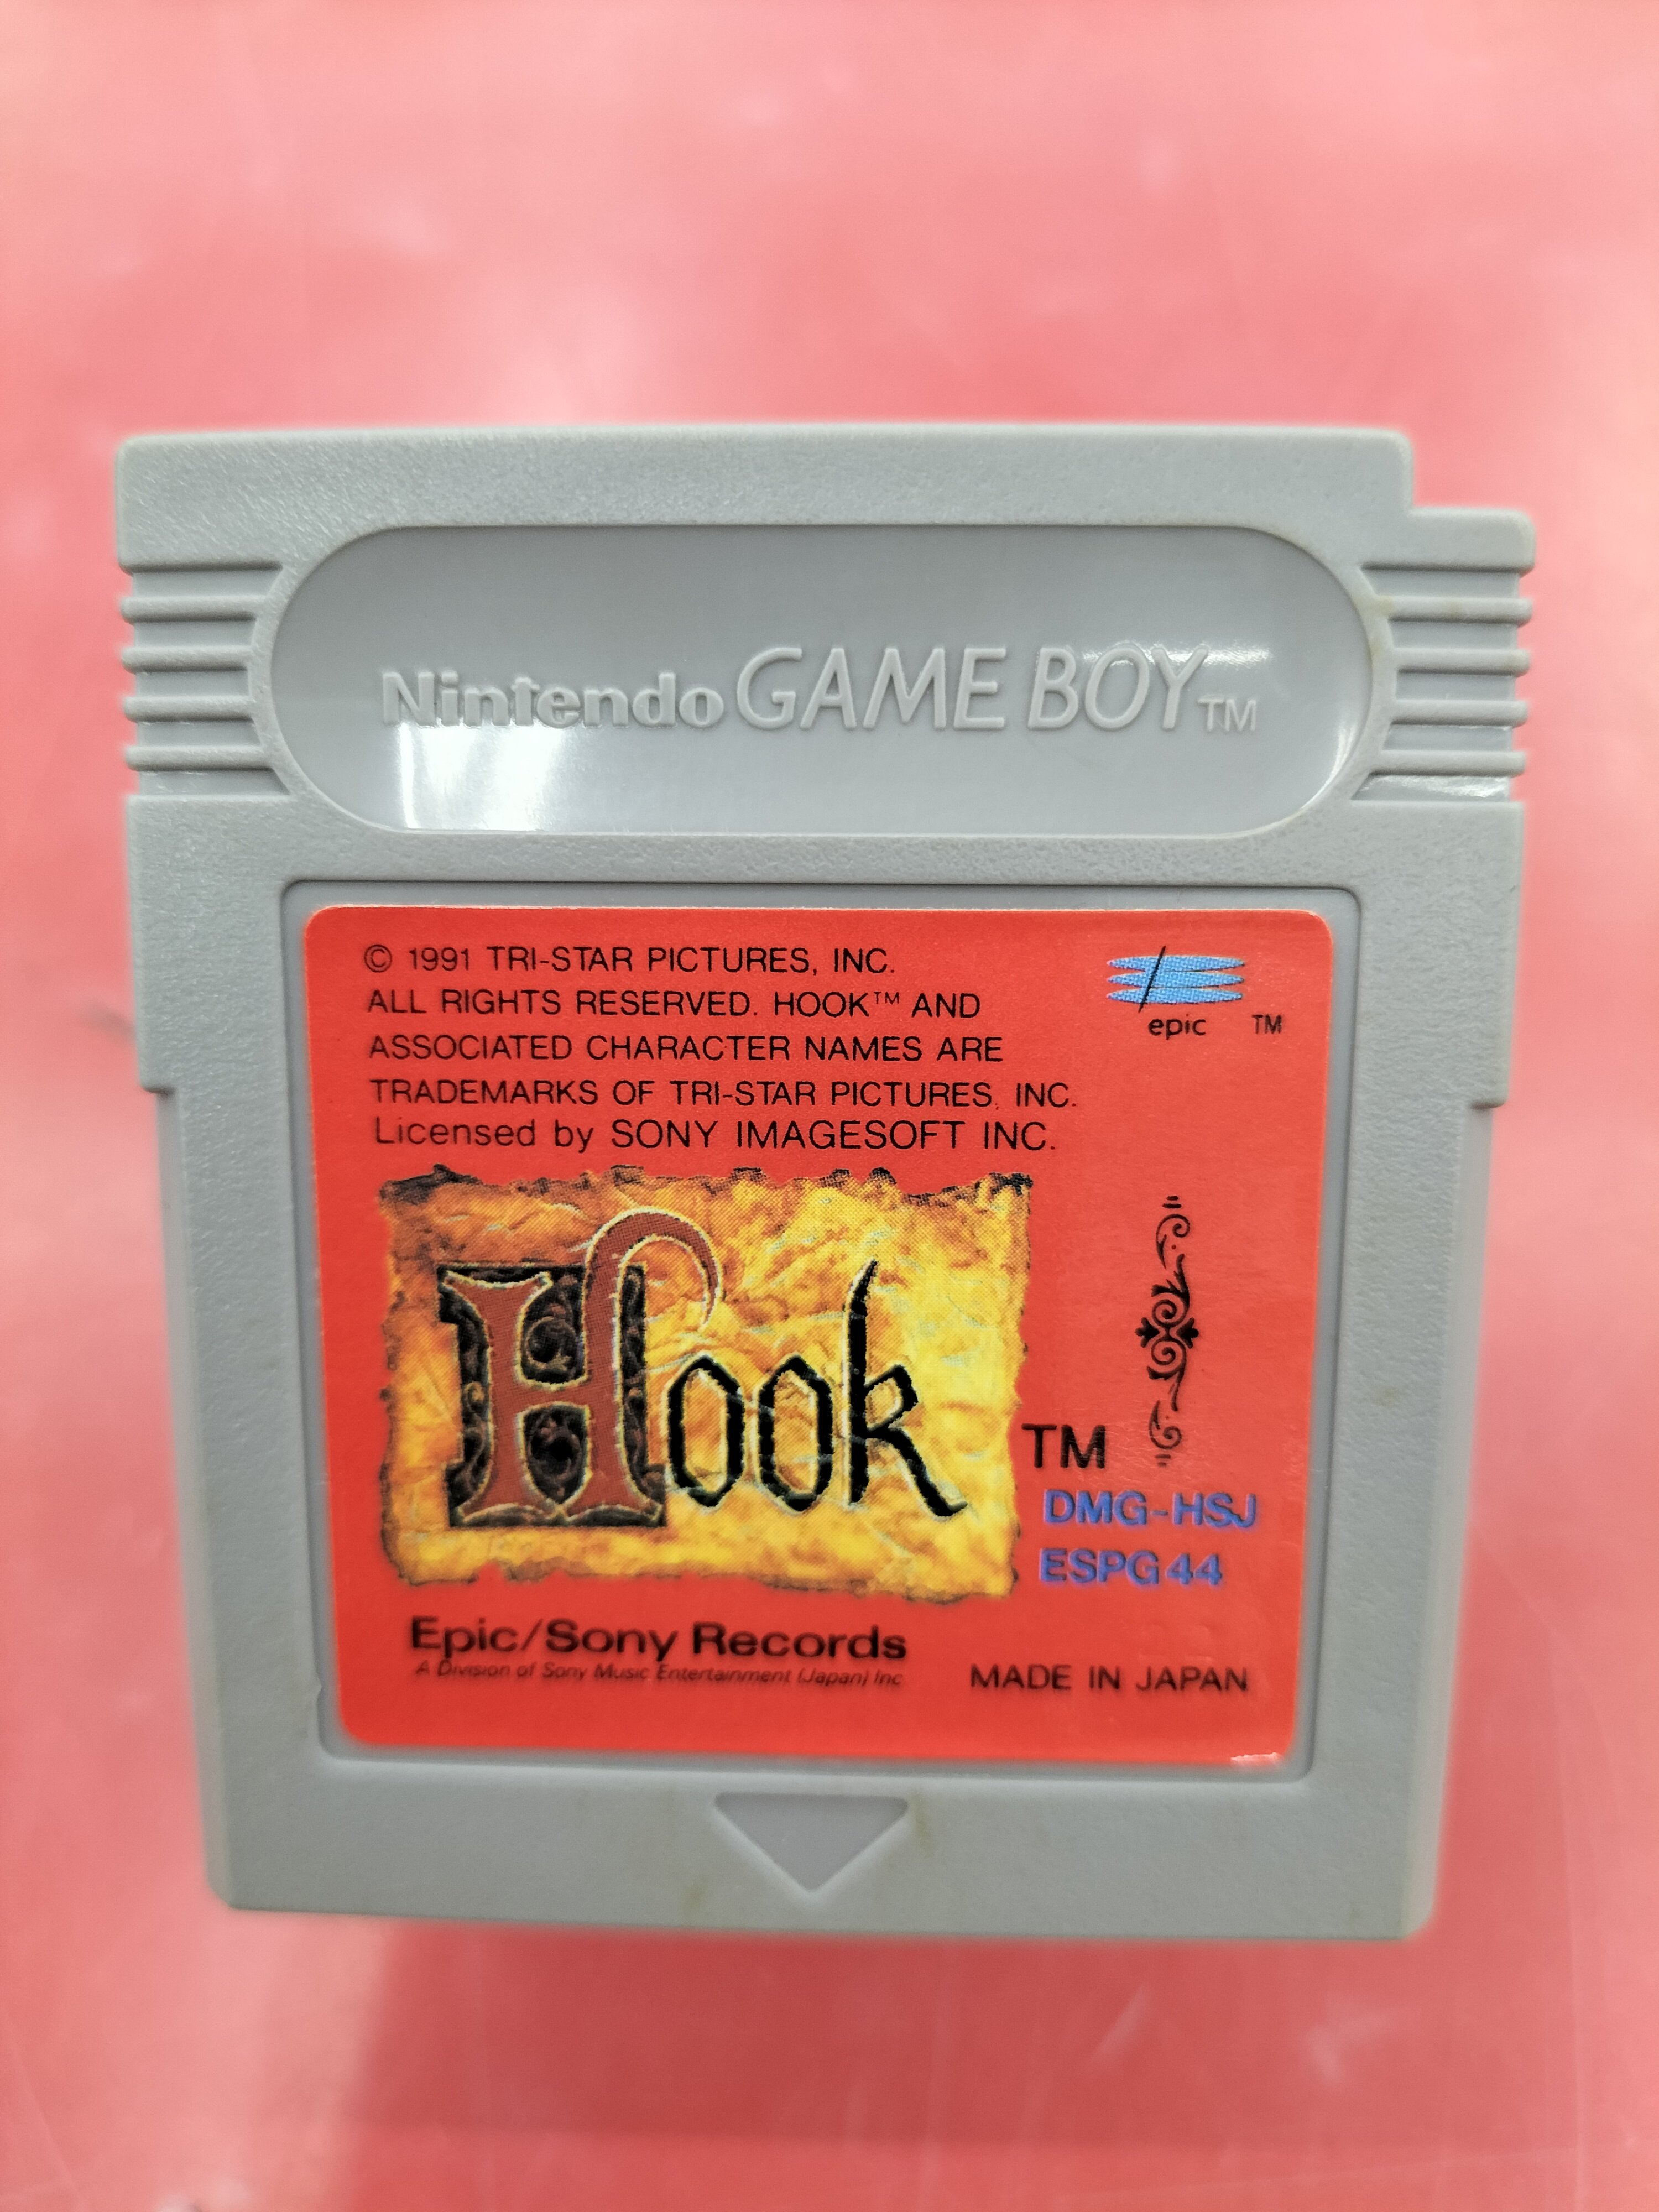 Nintendo GAME BOY TM
© 1991 TRI-STAR PICTURES, INC.
ALL RIGHTS RESERVED. HOOK™ AND
ASSOCIATED CHARACTER NAMES ARE
TRADEMARKS OF TRI-STAR PICTURES, INC.
Licensed by SONY IMAGESOFT INC.
epic TM
Hook TM
DMG-HSJ
ESPG44
Epic/Sony Records
A Division of Sony Music Entertainment (Japan) Inc
MADE IN JAPAN